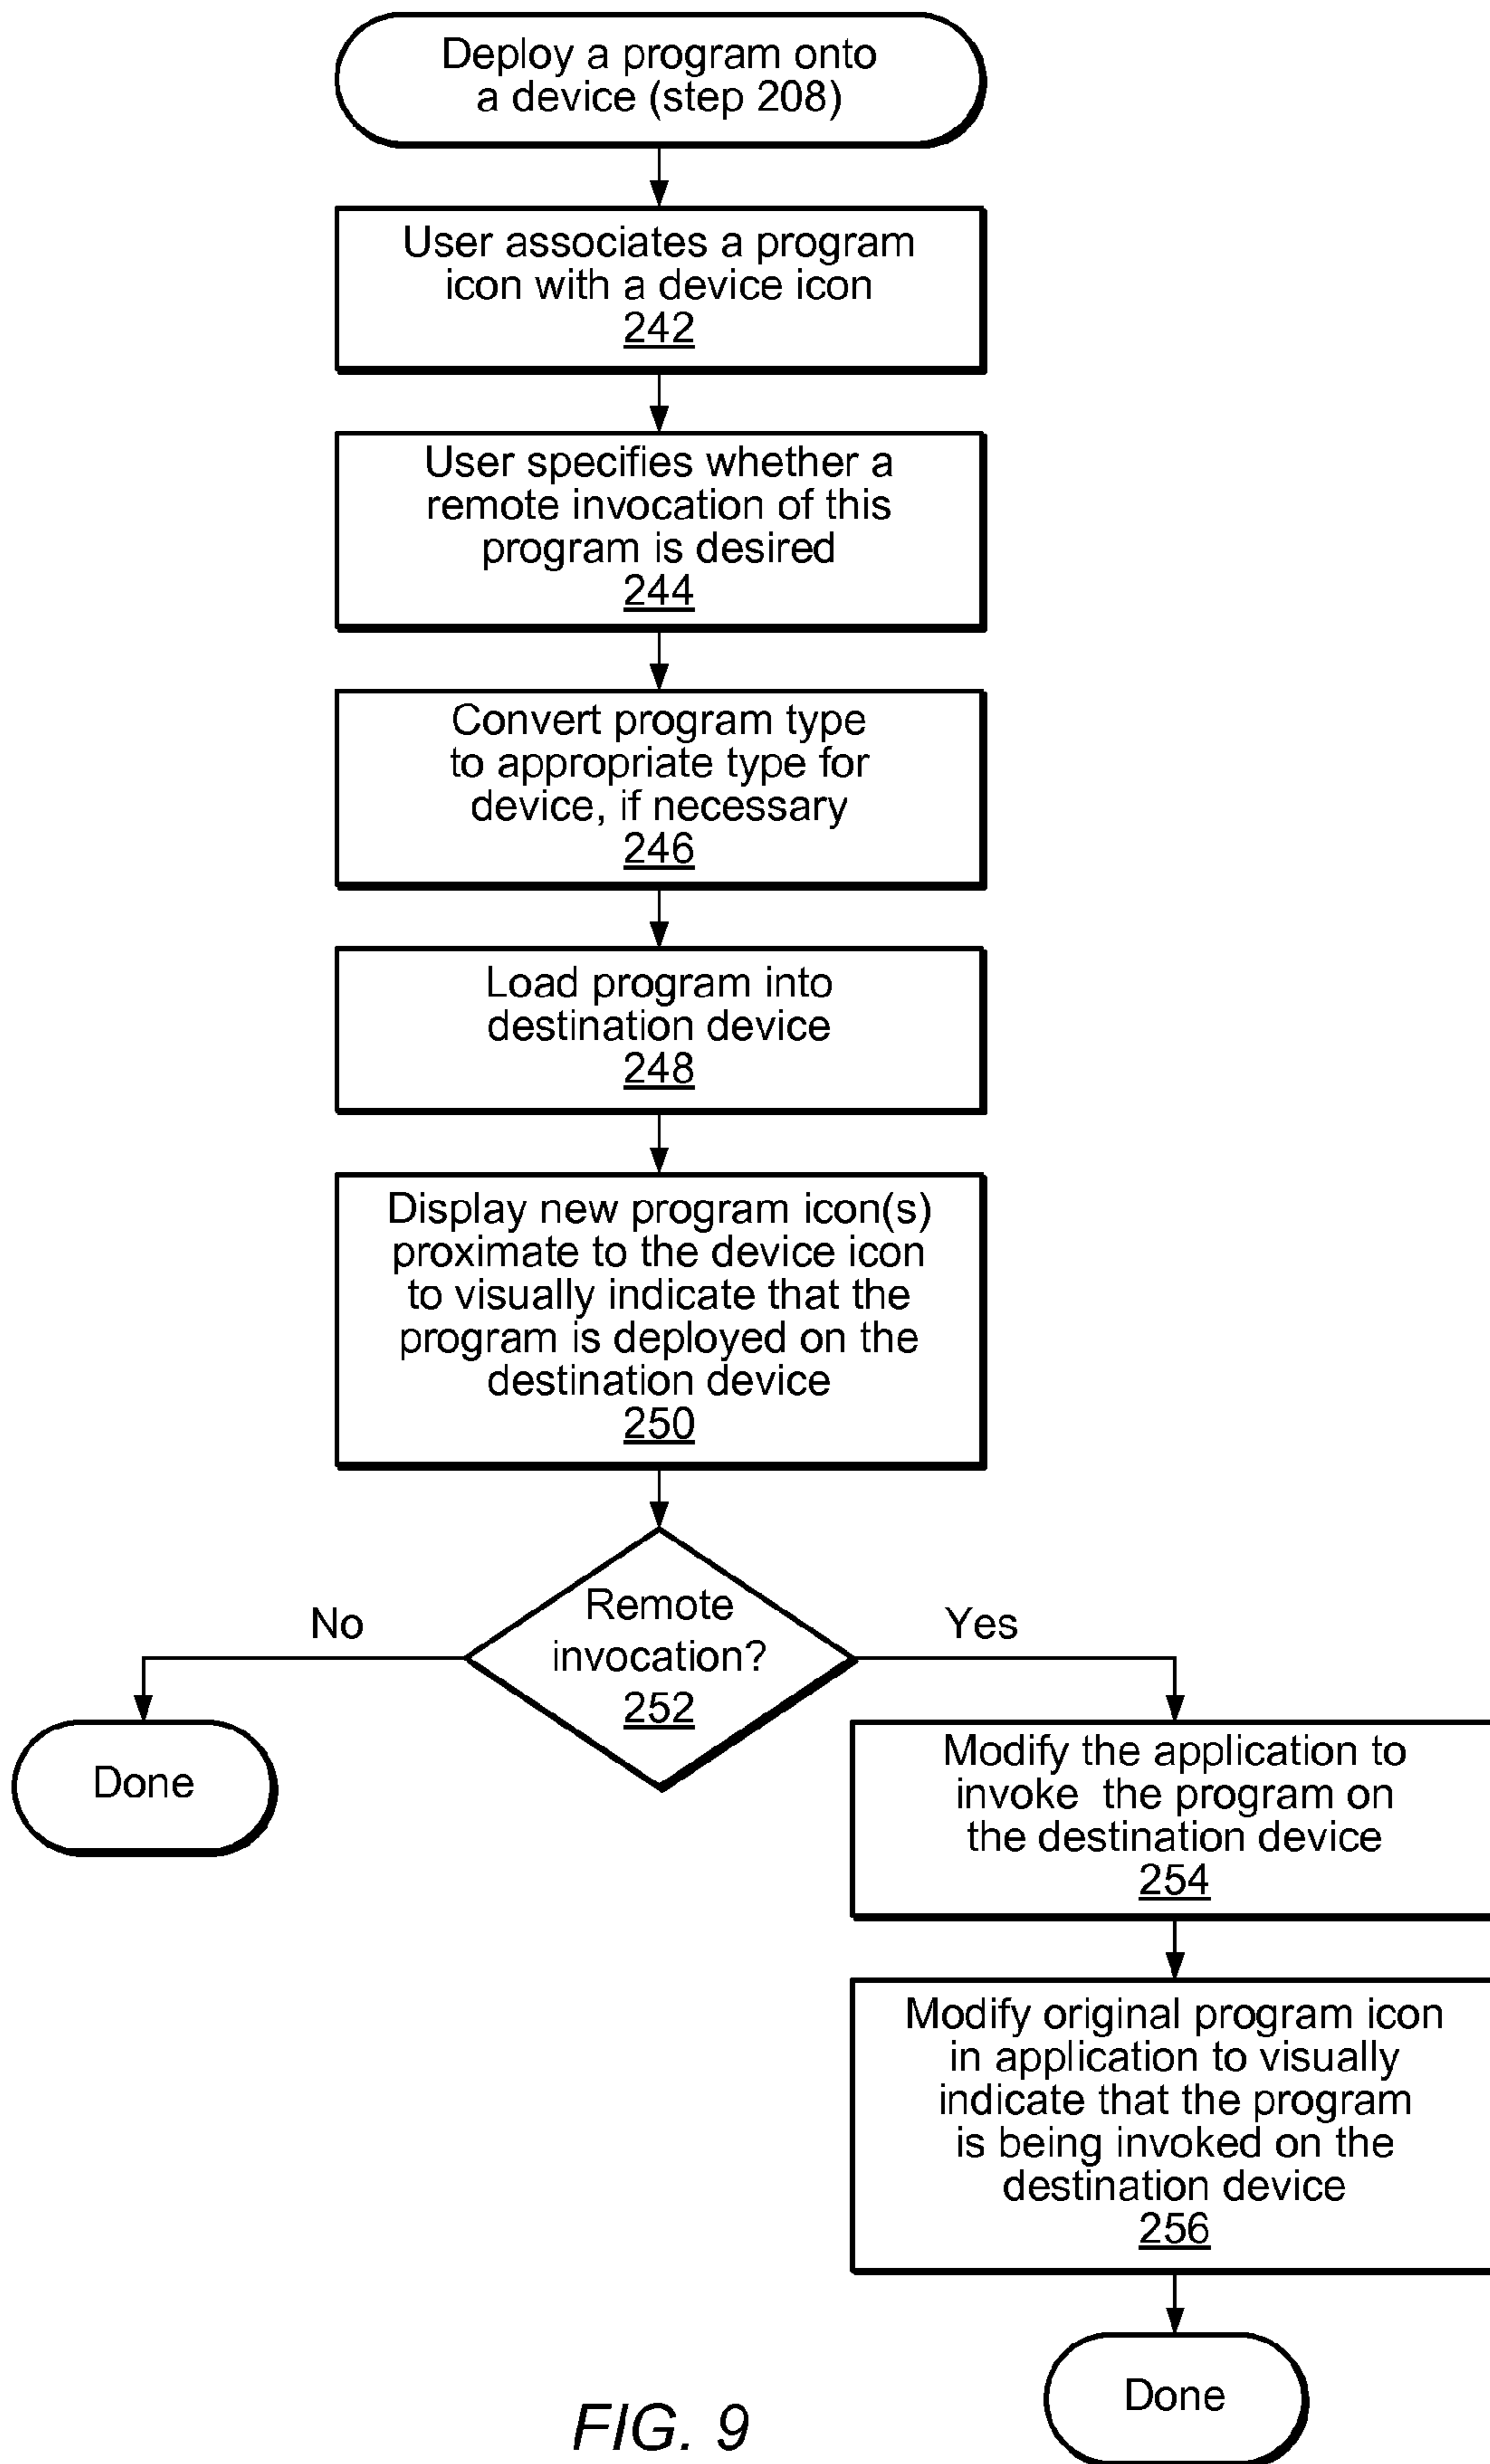 Deploy a program onto
a device (step 208)
User associates a program
icon with a device icon
242
User specifies whether a
remote invocation of this
program is desired
244
Convert program type
to appropriate type for
device, if necessary
246
Load program into
destination device
248
Display new program icon(s)
proximate to the device icon
to visually indicate that the
program is deployed on the
destination device
250
Remote
invocation?
252
No
Yes
Done
Modify the application to
invoke the program on
the destination device
254
Modify original program icon
in application to visually
indicate that the program
is being invoked on the
destination device
256
Done
FIG. 9